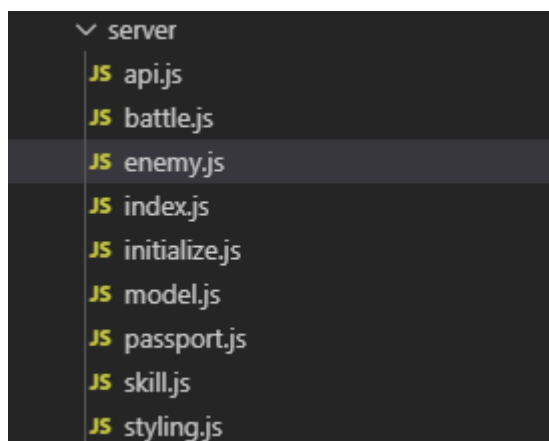 server
JS api.js
JS battle.js
JS enemy.js
JS index.js
JS initialize.js
JS model.js
JS passport.js
JS skill.js
JS styling.js